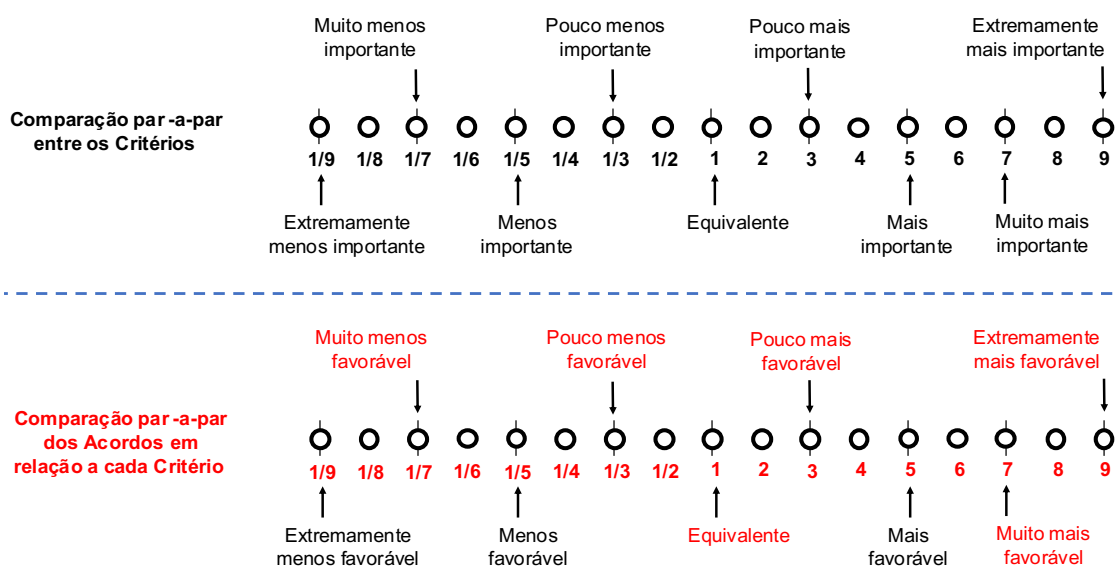 Muito menos
importante
Pouco menos
importante
Pouco mais
importante
Extremamente
mais importante
Comparação par -a-par
entre os Critérios
1/9 1/8 1/7 1/6 1/5 1/4 1/3 1/2 1 2 3 4 5 6 7 8 9
Extremamente
menos importante
Menos
importante
Equivalente
Mais
importante
Muito mais
importante
Muito menos
favorável
Pouco menos
favorável
Pouco mais
favorável
Extremamente
mais favorável
Comparação par -a-par
dos Acordos em
relação a cada Critério
1/9 1/8 1/7 1/6 1/5 1/4 1/3 1/2 1 2 3 4 5 6 7 8 9
Extremamente
menos favorável
Menos
favorável
Equivalente
Mais
favorável
Muito mais
favorável